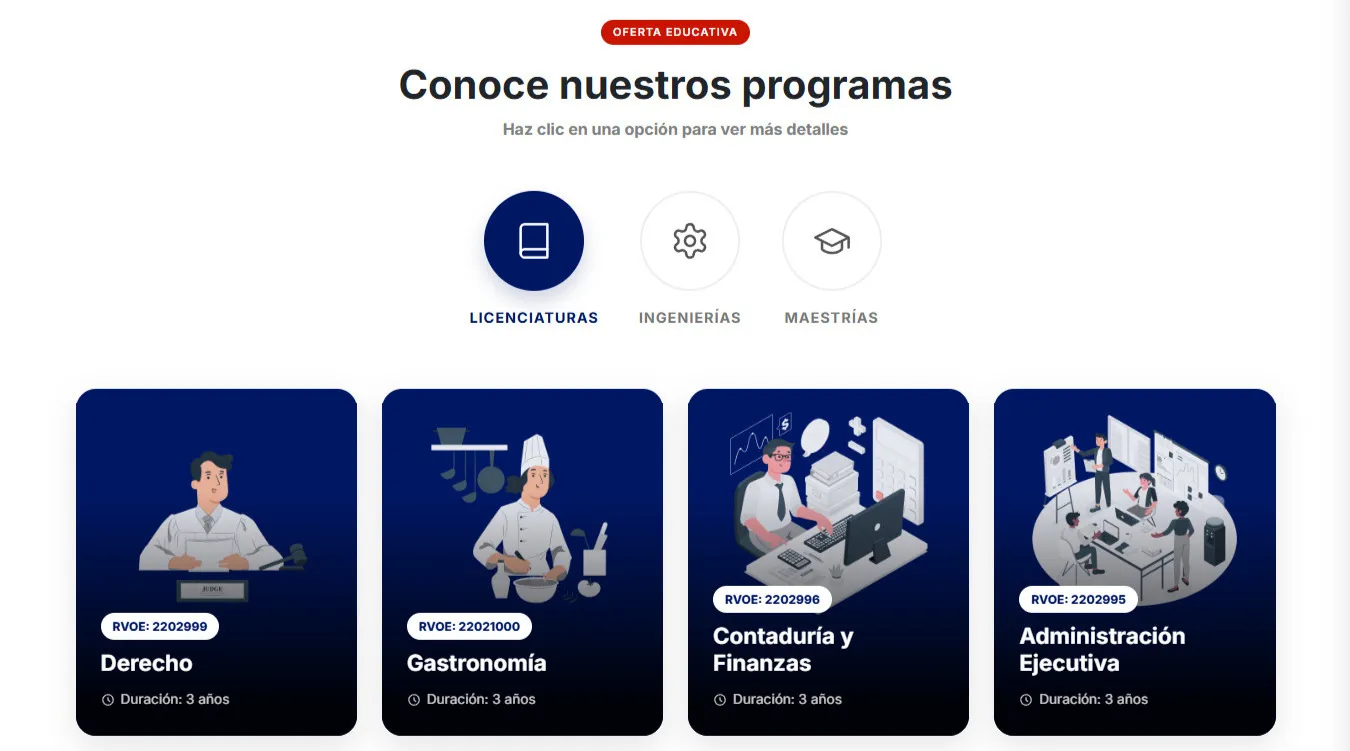 OFERTA EDUCATIVA
Conoce nuestros programas
Haz clic en una opción para ver más detalles
LICENCIATURAS
INGENIERÍAS
MAESTRÍAS
JUDGE
RVOE: 2202999
Derecho
Duración: 3 años
RVOE: 22021000
Gastronomía
Duración: 3 años
$
RVOE: 2202996
Contaduría y
Finanzas
Duración: 3 años
RVOE: 2202995
Administración
Ejecutiva
Duración: 3 años